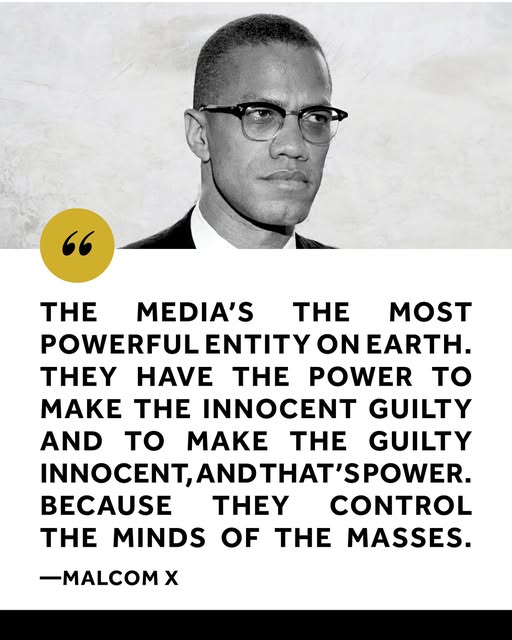 “
THE MEDIA’S THE MOST
POWERFUL ENTITY ON EARTH.
THEY HAVE THE POWER TO
MAKE THE INNOCENT GUILTY
AND TO MAKE THE GUILTY
INNOCENT, AND THAT’S POWER.
BECAUSE THEY CONTROL
THE MINDS OF THE MASSES.
—MALCOM X